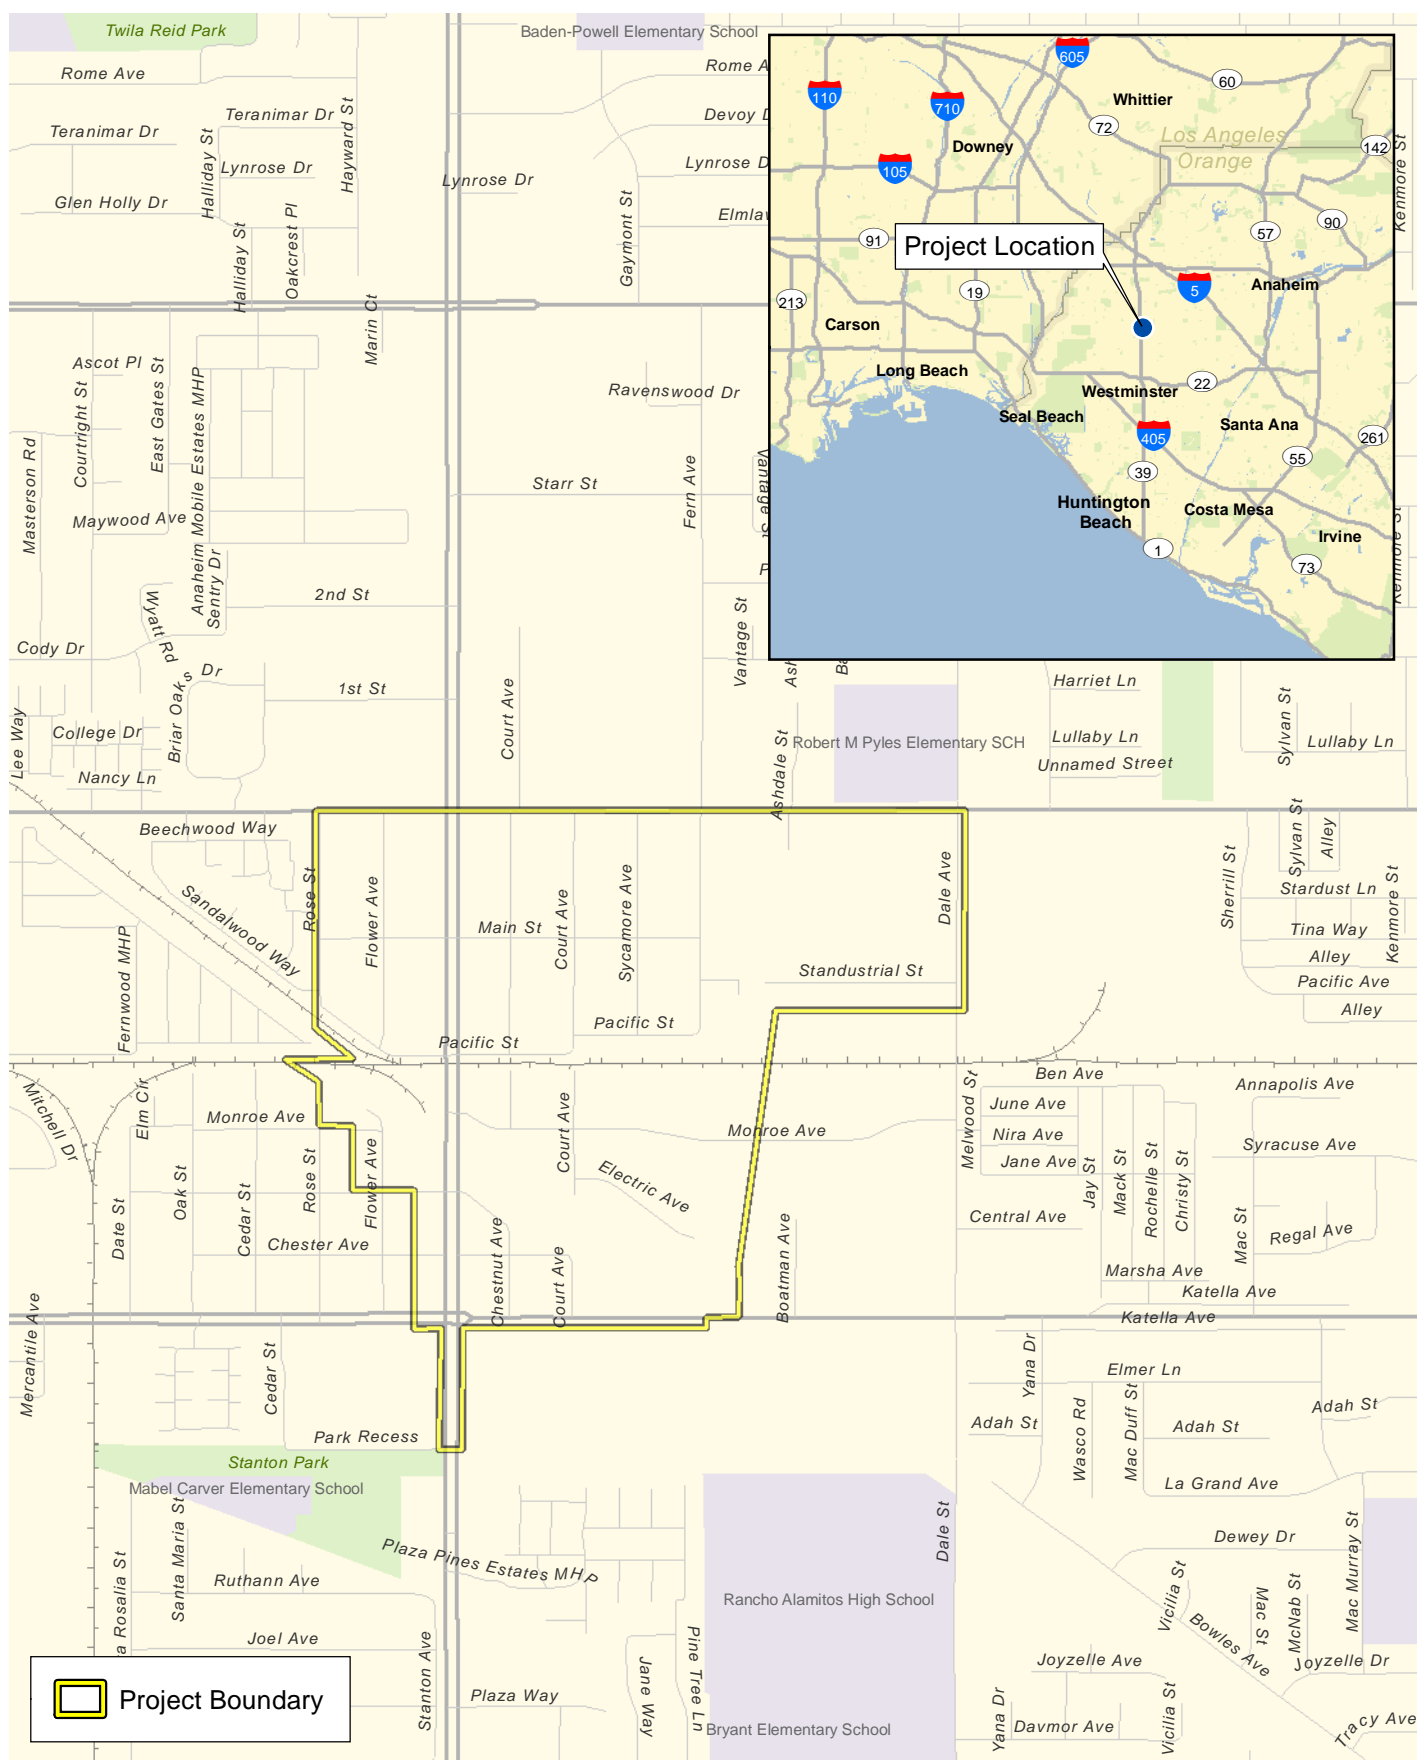 Twila Reid Park
Baden-Powell Elementary School
Rome Ave
Rome A
Teranimar Dr
Teranimar Dr
Halliday St
Hayward St
Devoy D
Lynrose Dr
Lynrose Dr
Lynrose D
Glen Holly Dr
Halliday St
Oakcrest Pl
Gaymont St
Elmla
Marin Ct
Kenmore St
110
710
605
60
Whittier
72
Downey
Los Angeles
Orange
142
105
91
Project Location
57
90
213
19
5
Anaheim
Carson
Long Beach
Westminster
22
Seal Beach
405
Santa Ana
261
39
55
Huntington
Beach
Costa Mesa
Irvine
1
73
Ascot Pl
Courtright St
East Gates St
Anaheim Mobile Estates MHP
Ravenswood Dr
Masterson Rd
Maywood Ave
Starr St
Fern Ave
Vantage St
Kenmore St
Sentry Dr
Wyatt Rd
2nd St
P
Cody Dr
Briar Oaks Dr
1st St
Court Ave
Vantage St
Ash
Ba
Harriet Ln
Lee Way
College Dr
Nancy Ln
Ashdale St
Robert M Pyles Elementary SCH
Lullaby Ln
Unnamed Street
Sylvan St
Lullaby Ln
Beechwood Way
Rose St
Sandalwood Way
Flower Ave
Main St
Court Ave
Sycamore Ave
Dale Ave
Sherrill St
Sylvan St
Alley
Stardust Ln
Tina Way
Kenmore St
Alley
Pacific Ave
Alley
Fernwood MHP
Standustrial St
Pacific St
Pacific St
Mitchell Dr
Elm Cir
Monroe Ave
Court Ave
Monroe Ave
Melwood St
Ben Ave
June Ave
Nira Ave
Jane Ave
Annapolis Ave
Syracuse Ave
Date St
Oak St
Cedar St
Rose St
Flower Ave
Electric Ave
Jay St
Mack St
Rochelle St
Christy St
Mac St
Regal Ave
Chester Ave
Chestnut Ave
Court Ave
Boatman Ave
Central Ave
Marsha Ave
Katella Ave
Katella Ave
Mercantile Ave
Cedar St
Park Recess
Yana Dr
Elmer Ln
Adah St
Wasco Rd
Mac Duff St
Adah St
Adah St
La Grand Ave
Stanton Park
Mabel Carver Elementary School
Santa Maria St
a Rosalia St
Ruthann Ave
Joel Ave
Stanton Ave
Plaza Pines Estates MHP
Plaza Way
Jane Way
Pine Tree Ln
Rancho Alamitos High School
Bryant Elementary School
Dale St
Dewey Dr
Vicilia St
Mac St
McNab St
Mac Murray St
Bowles Ave
Joyzelle Ave
Joyzelle Dr
Yana Dr
Davmor Ave
Vicilia St
Tracy Ave
Project Boundary